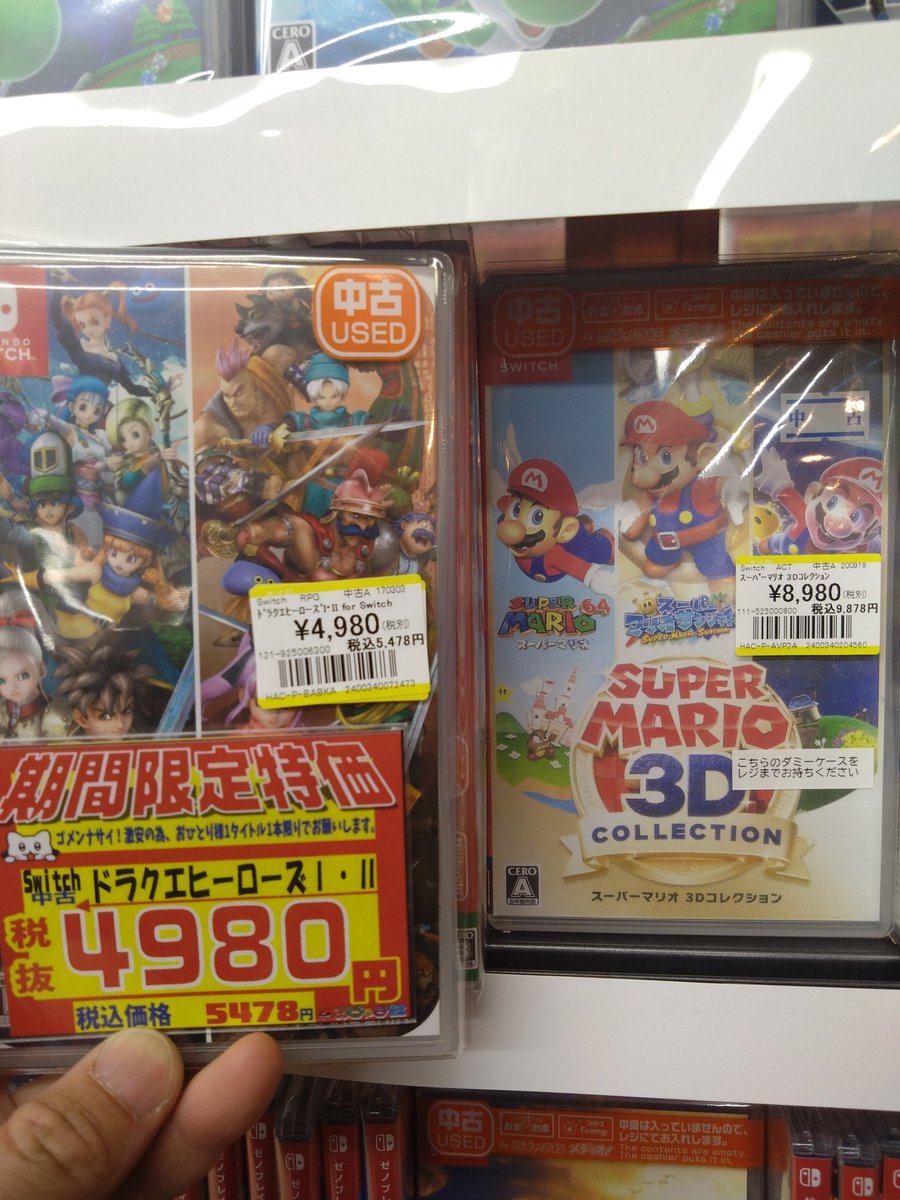 CERO
A
中古
USED
Switch RPG 中古A 170303
ﾄﾞﾗｸｴﾋｰﾛｰｽﾞI･II for Switch
¥4,980(税別)
税込5,478円
121-925006300
HAC-P-BABKA 2400340072473
期間限定特価
ゴメンナサイ!激安の為、おひとり様1タイトル1本限りでお願いします。
Switch
中古
ドラクエヒーローズⅠ・Ⅱ
税抜
4980円
税込価格 5478円
中古
USED
SWITCH
中身は入っていませんので、
レジにてお入れします。
The contents are empty.
The cashier puts it in.
中古
Switch ACT 中古A 200918
ｽｰﾊﾟｰﾏﾘｵ 3Dｺﾚｸｼｮﾝ
¥8,980(税別)
税込9,878円
111-525000800
HAC-P-AVP3A 2400340204560
SUPER
MARIO 64
スーパーマリオ
スーパー
マリオサンシャイン
SUPER MARIO SUNSHINE
SUPER
MARIO
3D
COLLECTION
こちらのダミーケースを
レジまでお持ちください
CERO
A
全年齢対象
スーパーマリオ 3Dコレクション
中古
USED
中身は入っていませんので、
レジにてお入れします。
The contents are empty.
The cashier puts it in.